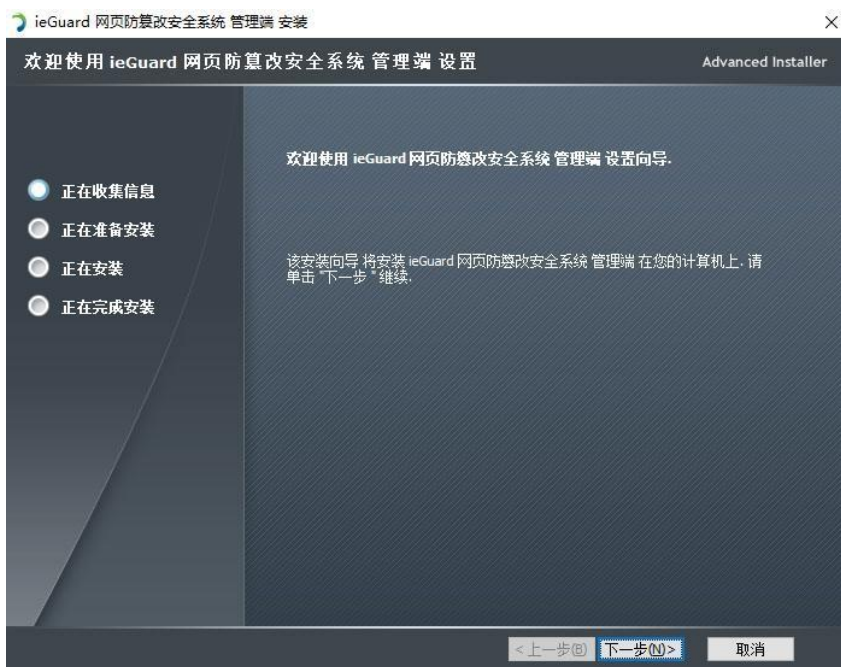 ieGuard 网页防篡改安全系统 管理端 安装
欢迎使用 ieGuard 网页防篡改安全系统 管理端 设置
Advanced Installer
欢迎使用 ieGuard 网页防篡改安全系统 管理端 设置向导.
正在收集信息
正在准备安装
正在安装
正在完成安装
该安装向导 将安装 ieGuard 网页防篡改安全系统 管理端 在您的计算机上. 请
单击 "下一步 "继续.
<上一步(B)
下一步(N)>
取消